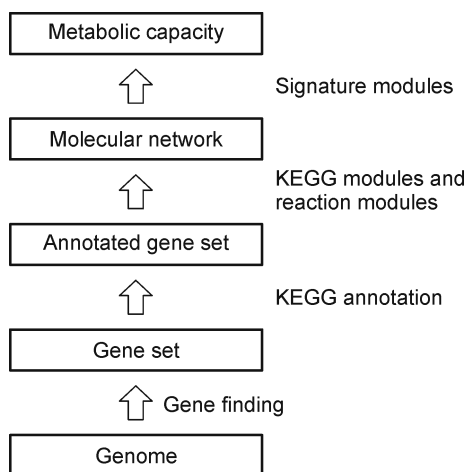 Metabolic capacity
Signature modules
Molecular network
KEGG modules and
reaction modules
Annotated gene set
KEGG annotation
Gene set
Gene finding
Genome